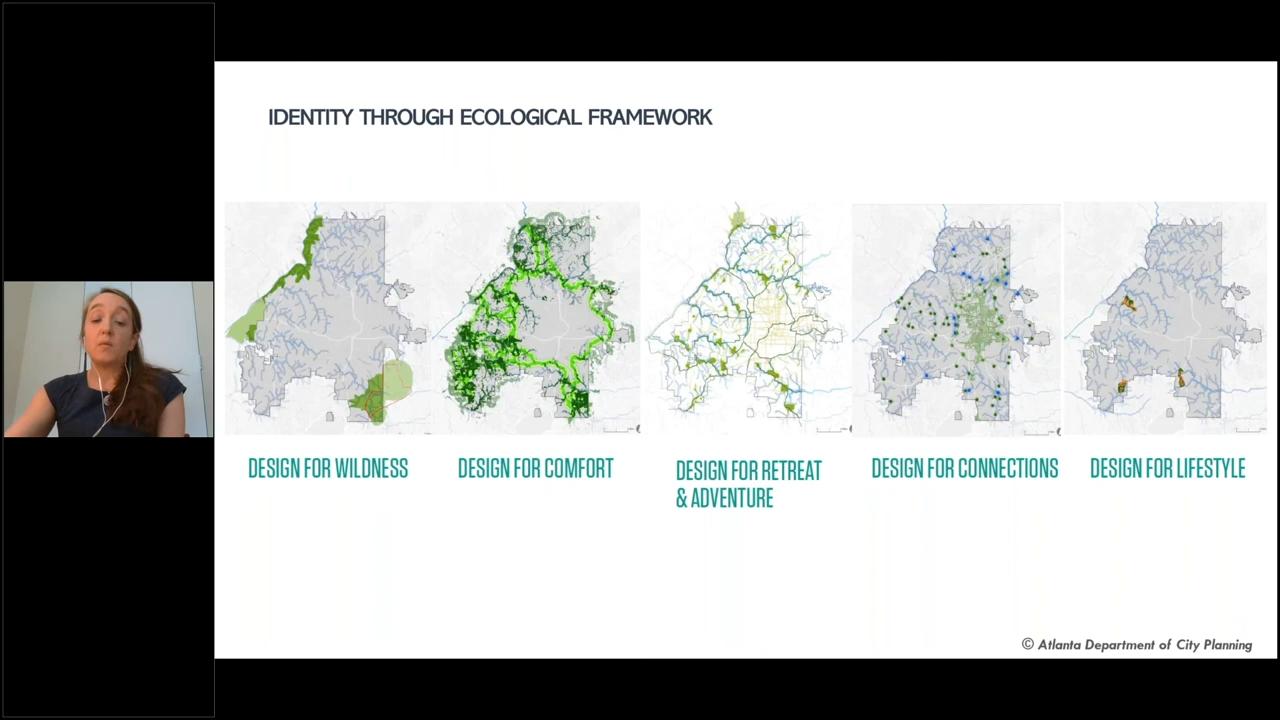 IDENTITY THROUGH ECOLOGICAL FRAMEWORK
DESIGN FOR WILDNESS
DESIGN FOR COMFORT
DESIGN FOR RETREAT
& ADVENTURE
DESIGN FOR CONNECTIONS
DESIGN FOR LIFESTYLE
© Atlanta Department of City Planning